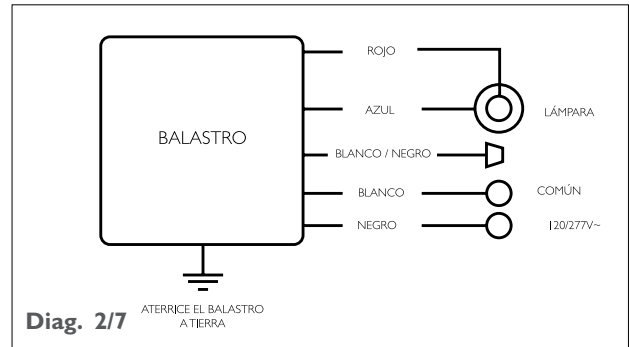 ROJO
AZUL
LÁMPARA
BALASTRO
BLANCO / NEGRO
BLANCO
COMÚN
NEGRO
120/277V~
ATERRICE EL BALASTRO
A TIERRA
Diag. 2/7